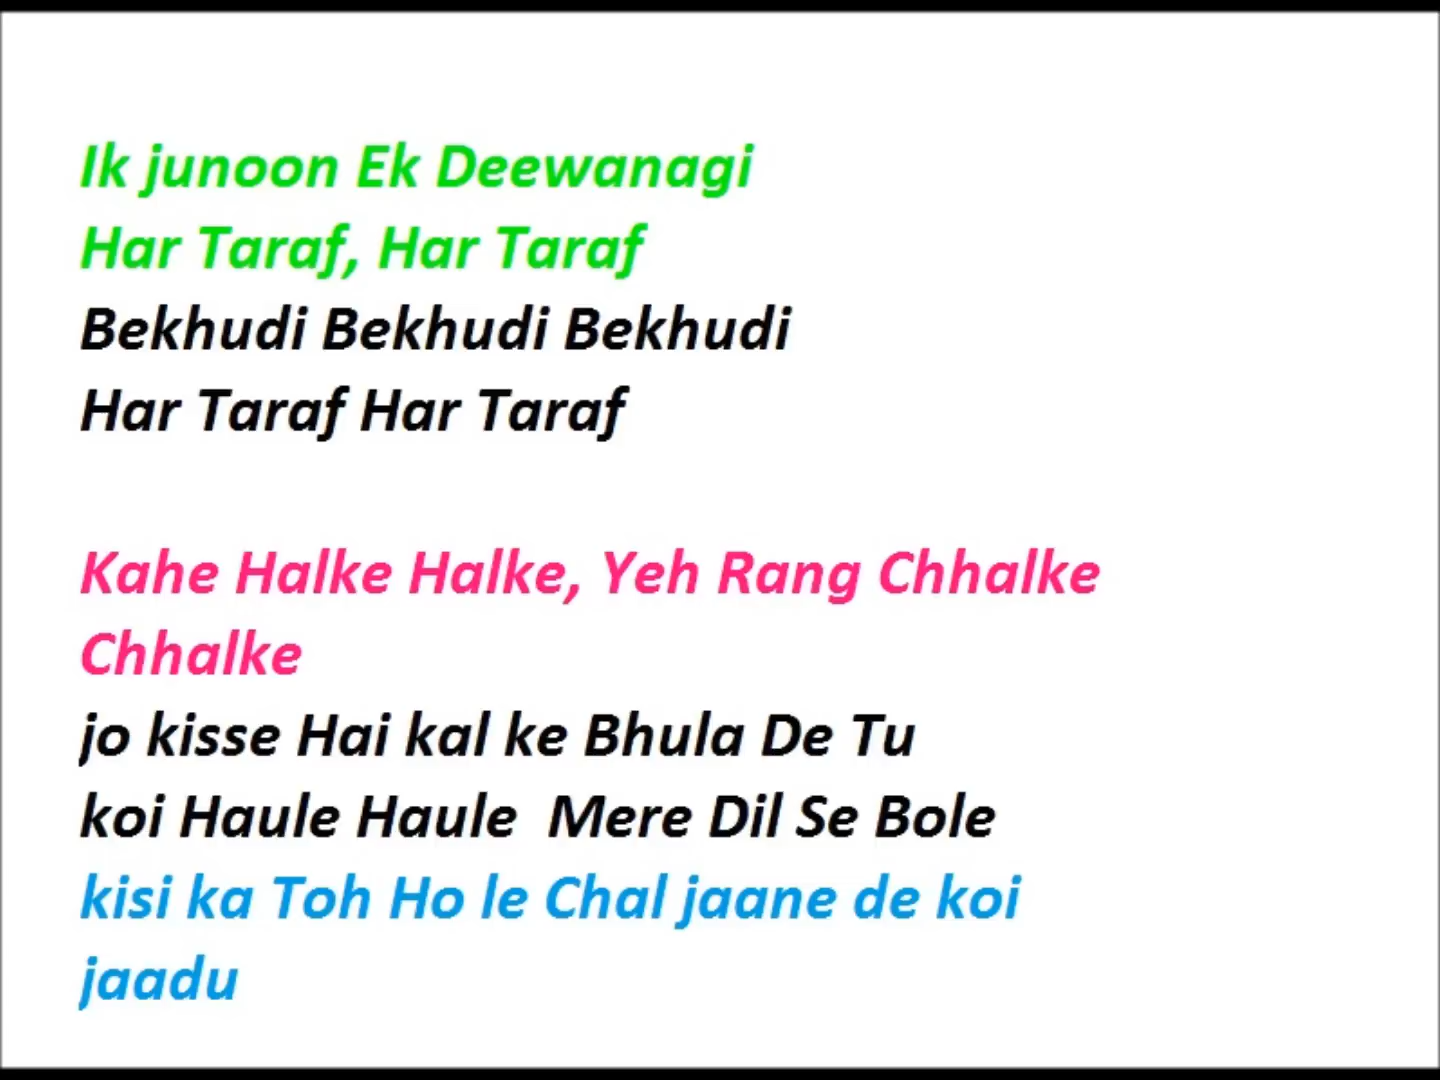 Ik junoon Ek Deewanagi
Har Taraf, Har Taraf
Bekhudi Bekhudi Bekhudi
Har Taraf Har Taraf
Kahe Halke Halke, Yeh Rang Chhalke
Chhalke
jo kisse Hai kal ke Bhula De Tu
koi Haule Haule  Mere Dil Se Bole
kisi ka Toh Ho le Chal jaane de koi
jaadu